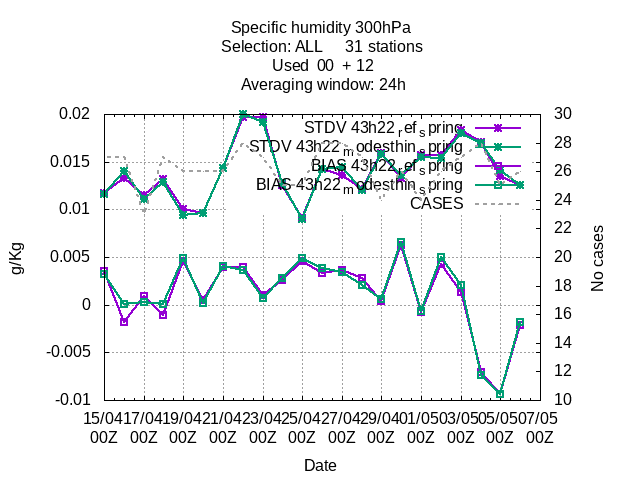 Specific humidity 300hPa
Selection: ALL     31 stations
Used  00  + 12
Averaging window: 24h
0.02
0.015
0.01
0.005
0
-0.005
-0.01
30
28
26
24
22
20
18
16
14
12
10
STDV 43h22_ref_spring
STDV 43h22_modesthin_spring
BIAS 43h22_ref_spring
BIAS 43h22_modesthin_spring
CASES
g/Kg
No cases
15/04 17/04 19/04 21/04 23/04 25/04 27/04 29/04 01/05 03/05 05/05 07/05
00Z 00Z 00Z 00Z 00Z 00Z 00Z 00Z 00Z 00Z 00Z 00Z
Date